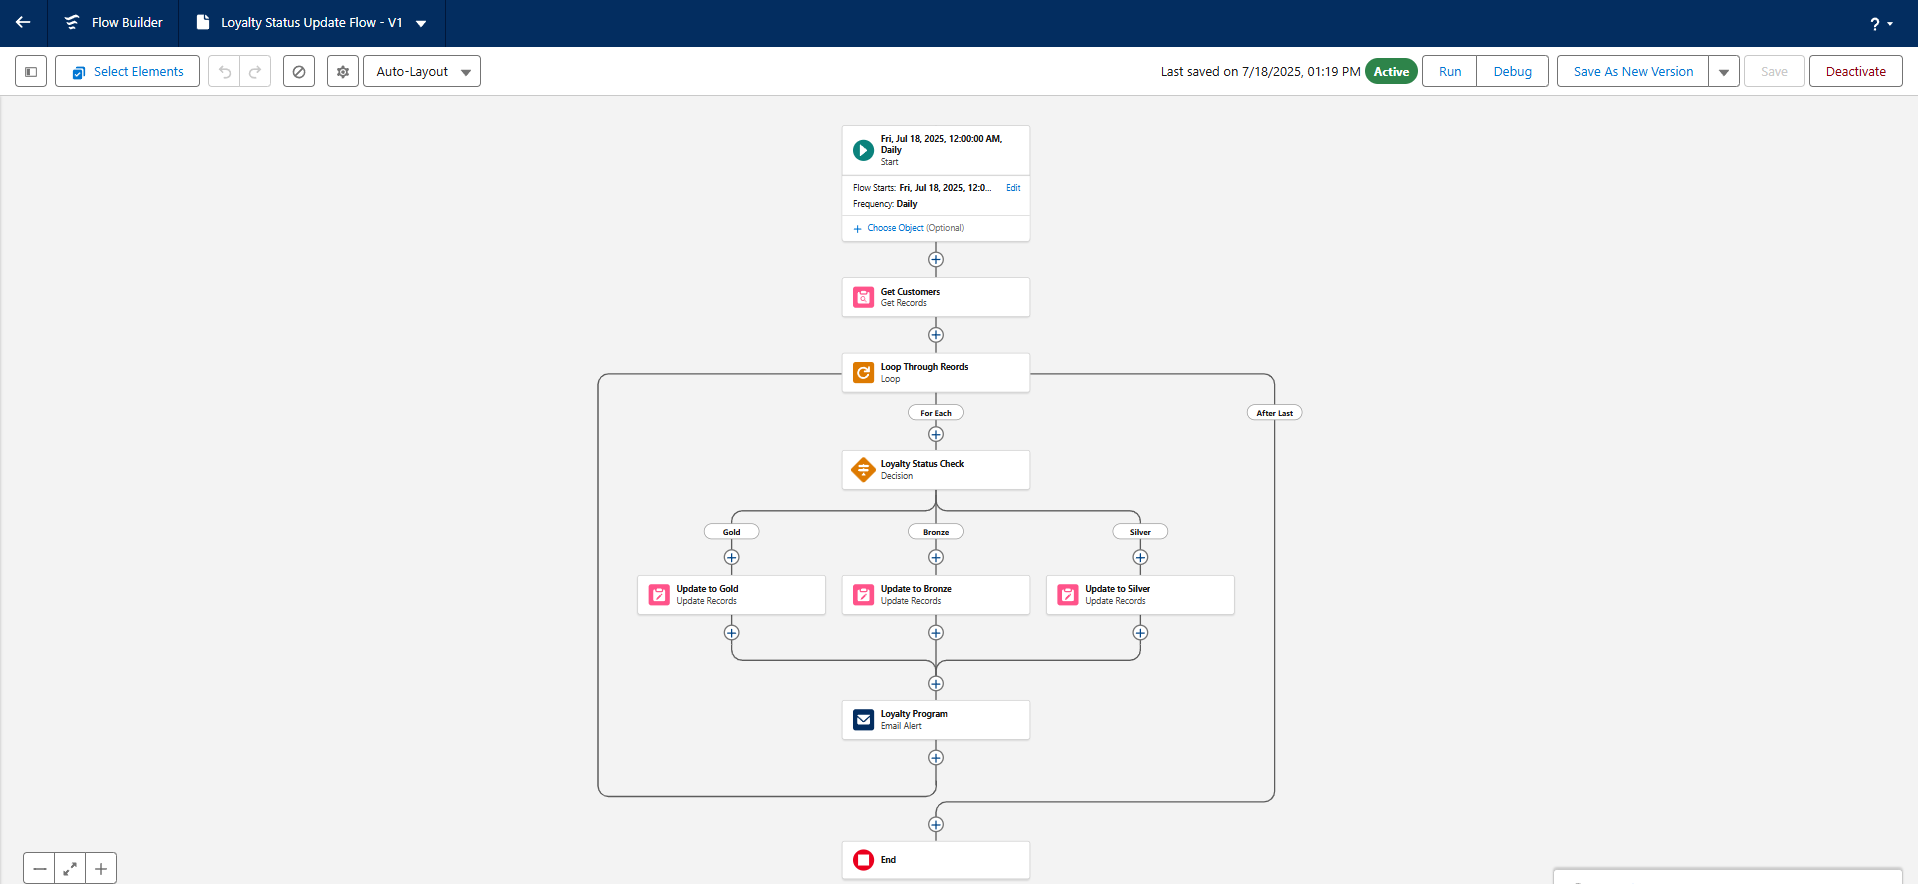 Flow Builder
Loyalty Status Update Flow - V1
?
Select Elements
Auto-Layout
Last saved on 7/18/2025, 01:19 PM
Active
Run
Debug
Save As New Version
Save
Deactivate
Fri, Jul 18, 2025, 12:00:00 AM,
Daily
Start
Flow Starts: Fri, Jul 18, 2025, 12:0... Edit
Frequency: Daily
+ Choose Object (Optional)
Get Customers
Get Records
Loop Through Reords
Loop
For Each
After Last
Loyalty Status Check
Decision
Gold
Bronze
Silver
Update to Gold
Update Records
Update to Bronze
Update Records
Update to Silver
Update Records
Loyalty Program
Email Alert
End